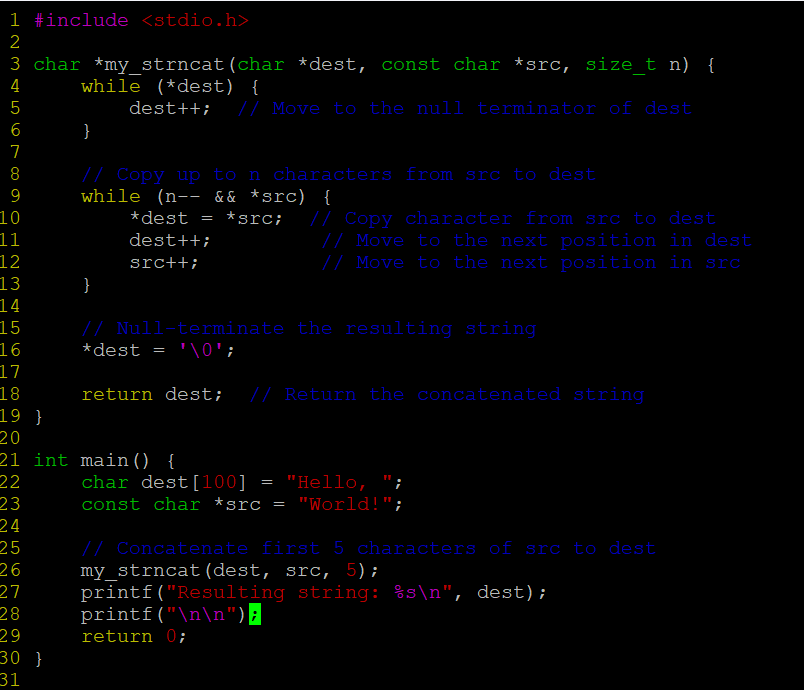 1 #include <stdio.h>
2
3 char *my_strncat(char *dest, const char *src, size_t n) {
4     while (*dest) {
5         dest++;  // Move to the null terminator of dest
6     }
7
8     // Copy up to n characters from src to dest
9     while (n-- && *src) {
10         *dest = *src;  // Copy character from src to dest
11         dest++;         // Move to the next position in dest
12         src++;          // Move to the next position in src
13     }
14
15     // Null-terminate the resulting string
16     *dest = '\0';
17
18     return dest;  // Return the concatenated string
19 }
20
21 int main() {
22     char dest[100] = "Hello, ";
23     const char *src = "World!";
24
25     // Concatenate first 5 characters of src to dest
26     my_strncat(dest, src, 5);
27     printf("Resulting string: %s\n", dest);
28     printf("\n\n");
29     return 0;
30 }
31